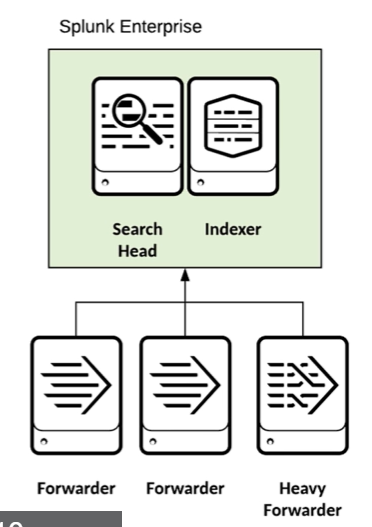 Splunk Enterprise
Search
Head
Indexer
Forwarder
Forwarder
Heavy
Forwarder